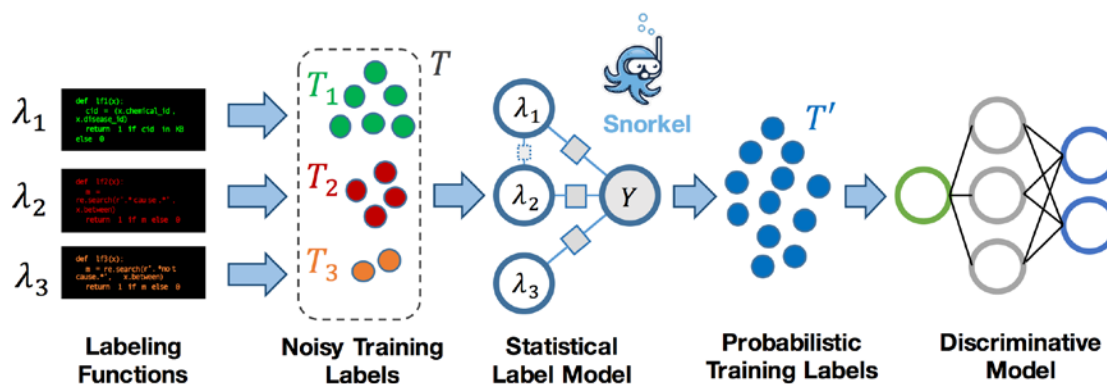 λ1
def lf1(x):
cid = (x.chemical_id,
x.disease_id)
return 1 if cid in KB
else 0
λ2
def lf2(x):
m =
re.search(r'.*cause.*',
x.between)
return 1 if m else 0
λ3
def lf3(x):
m = re.search(r'.*not
cause.*', x.between)
return 1 if m else 0
T
T1
T2
T3
λ1
λ2
λ3
Y
Snorkel
T′
Labeling
Functions
Noisy Training
Labels
Statistical
Label Model
Probabilistic
Training Labels
Discriminative
Model